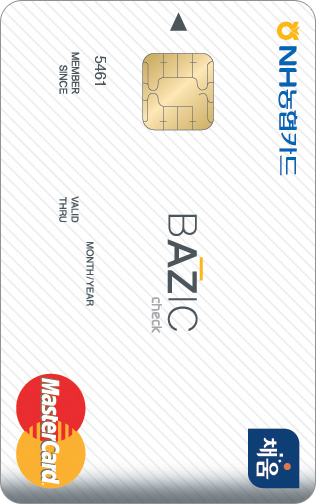 NH농협카드
BAZIC
check
5461
MEMBER
SINCE
VALID
THRU
MONTH/YEAR
MasterCard
채움